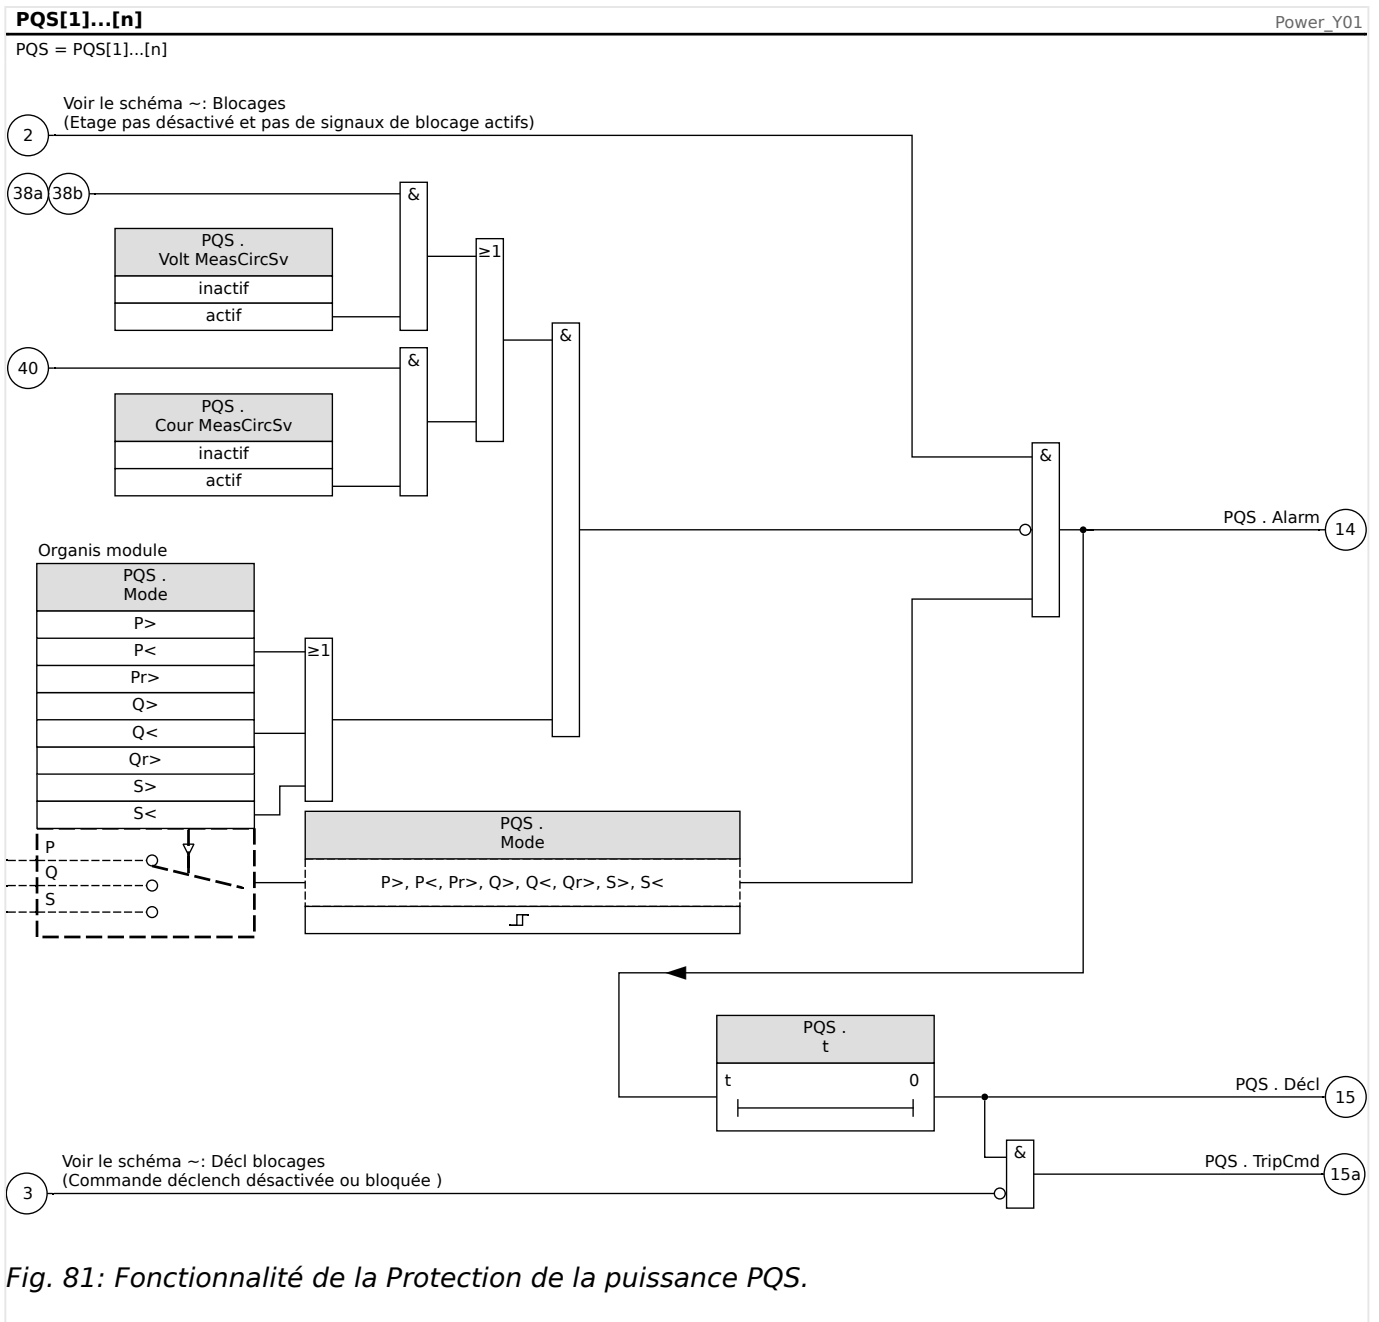 PQS[1]...[n]
Power_Y01
PQS = PQS[1]...[n]
Voir le schéma ~: Blocages
(Etage pas désactivé et pas de signaux de blocage actifs)
2
38a 38b
&
PQS .
Volt MeasCircSv
inactif
actif
≥1
&
40
&
PQS .
Cour MeasCircSv
inactif
actif
&
PQS . Alarm
14
Organis module
PQS .
Mode
P>
P<
Pr>
Q>
Q<
Qr>
S>
S<
≥1
P
Q
S
PQS .
Mode
P>, P<, Pr>, Q>, Q<, Qr>, S>, S<
PQS .
t
t 0
PQS . Décl
15
&
PQS . TripCmd
15a
Voir le schéma ~: Décl blocages
(Commande déclench désactivée ou bloquée )
3
Fig. 81: Fonctionnalité de la Protection de la puissance PQS.